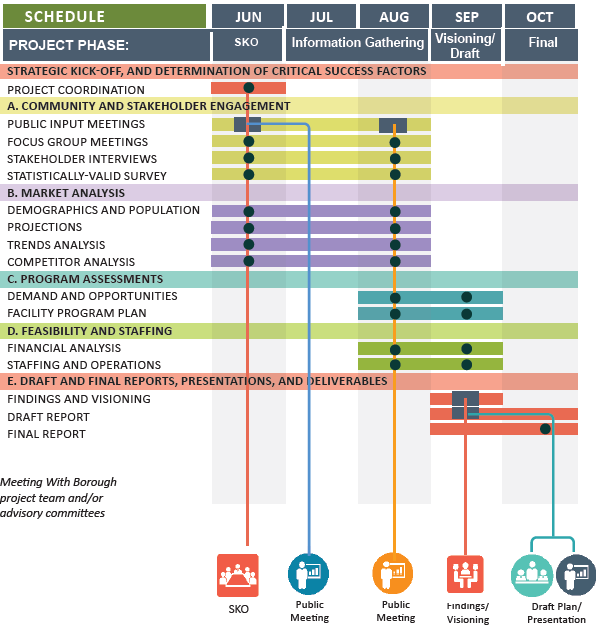 SCHEDULE JUN JUL AUG SEP OCT
PROJECT PHASE: SKO Information Gathering Visioning/ Draft Final
STRATEGIC KICK-OFF, AND DETERMINATION OF CRITICAL SUCCESS FACTORS
PROJECT COORDINATION
A. COMMUNITY AND STAKEHOLDER ENGAGEMENT
PUBLIC INPUT MEETINGS
FOCUS GROUP MEETINGS
STAKEHOLDER INTERVIEWS
STATISTICALLY-VALID SURVEY
B. MARKET ANALYSIS
DEMOGRAPHICS AND POPULATION
PROJECTIONS
TRENDS ANALYSIS
COMPETITOR ANALYSIS
C. PROGRAM ASSESSMENTS
DEMAND AND OPPORTUNITIES
FACILITY PROGRAM PLAN
D. FEASIBILITY AND STAFFING
FINANCIAL ANALYSIS
STAFFING AND OPERATIONS
E. DRAFT AND FINAL REPORTS, PRESENTATIONS, AND DELIVERABLES
FINDINGS AND VISIONING
DRAFT REPORT
FINAL REPORT
Meeting With Borough
project team and/or
advisory committees
SKO
Public
Meeting
Public
Meeting
Findings/
Visioning
Draft Plan/
Presentation